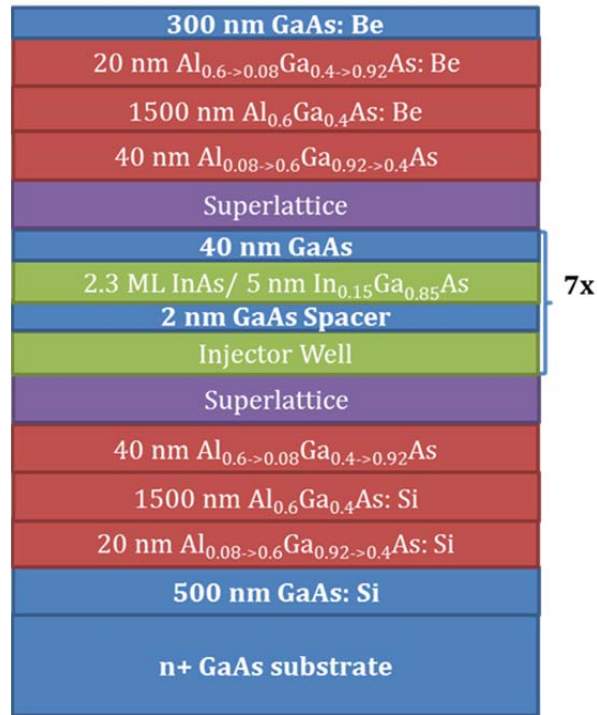 300 nm GaAs: Be
20 nm Al₀.₆->₀.₀₈Ga₀.₄->₀.₉₂As: Be
1500 nm Al₀.₆Ga₀.₄As: Be
40 nm Al₀.₀₈->₀.₆Ga₀.₉₂->₀.₄As
Superlattice
40 nm GaAs
2.3 ML InAs/ 5 nm In₀.₁₅Ga₀.₈₅As
7x
2 nm GaAs Spacer
Injector Well
Superlattice
40 nm Al₀.₆->₀.₀₈Ga₀.₄->₀.₉₂As
1500 nm Al₀.₆Ga₀.₄As: Si
20 nm Al₀.₀₈->₀.₆Ga₀.₉₂->₀.₄As: Si
500 nm GaAs: Si
n+ GaAs substrate